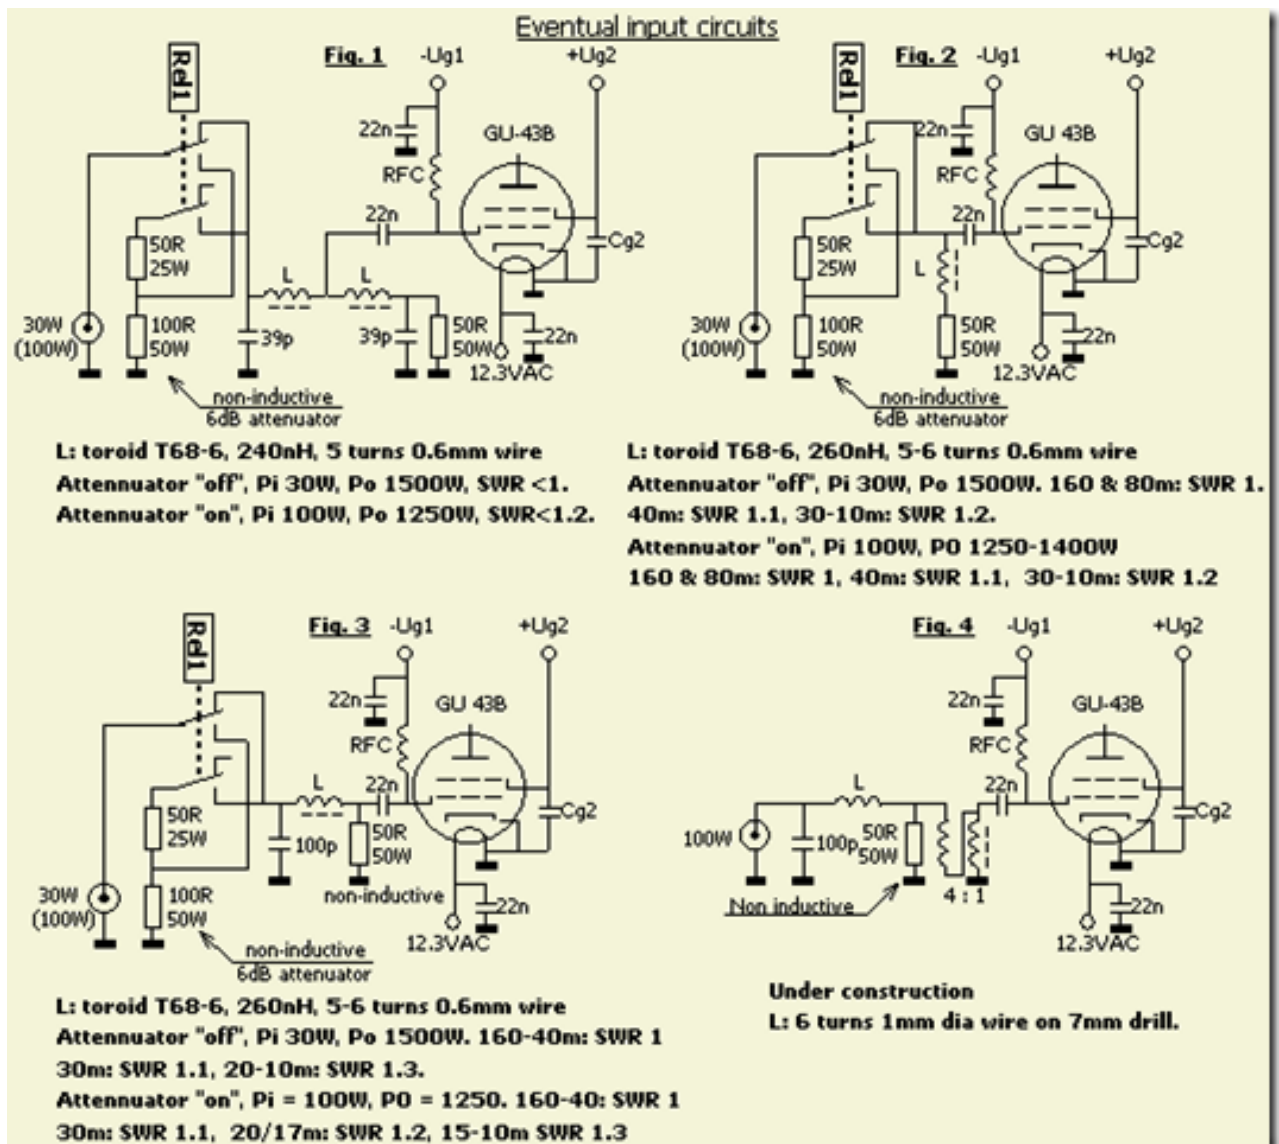 Eventual input circuits
Fig. 1
-Ug1
+Ug2
Rel1
22n
GU-43B
RFC
22n
50R
25W
Cg2
L
L
30W
(100W)
100R
50W
39p
39p
50R
50W
22n
12.3VAC
non-inductive
6dB attenuator
L: toroid T68-6, 240nH, 5 turns 0.6mm wire
Attennuator "off", Pi 30W, Po 1500W, SWR <1.
Attennuator "on", Pi 100W, Po 1250W, SWR<1.2.
Fig. 2
-Ug1
+Ug2
Rel1
22n
GU 43B
RFC
22n
50R
25W
L
Cg2
30W
(100W)
100R
50W
50R
50W
22n
12.3VAC
non-inductive
6dB attenuator
L: toroid T68-6, 260nH, 5-6 turns 0.6mm wire
Attennuator "off", Pi 30W, Po 1500W. 160 & 80m: SWR 1.
40m: SWR 1.1, 30-10m: SWR 1.2.
Attennuator "on", Pi 100W, P0 1250-1400W
160 & 80m: SWR 1, 40m: SWR 1.1, 30-10m: SWR 1.2
Fig. 3
-Ug1
+Ug2
Rel1
22n
GU 43B
RFC
L
22n
50R
25W
100p
50R
50W
Cg2
non-inductive
30W
(100W)
100R
50W
22n
12.3VAC
non-inductive
6dB attenuator
L: toroid T68-6, 260nH, 5-6 turns 0.6mm wire
Attennuator "off", Pi 30W, Po 1500W. 160-40m: SWR 1
30m: SWR 1.1, 20-10m: SWR 1.3.
Attennuator "on", Pi = 100W, P0 = 1250. 160-40: SWR 1
30m: SWR 1.1, 20/17m: SWR 1.2, 15-10m SWR 1.3
Fig. 4
-Ug1
+Ug2
22n
GU-43B
RFC
L
22n
100W
100p
50R
50W
Cg2
4 : 1
Non inductive
22n
12.3VAC
Under construction
L: 6 turns 1mm dia wire on 7mm drill.